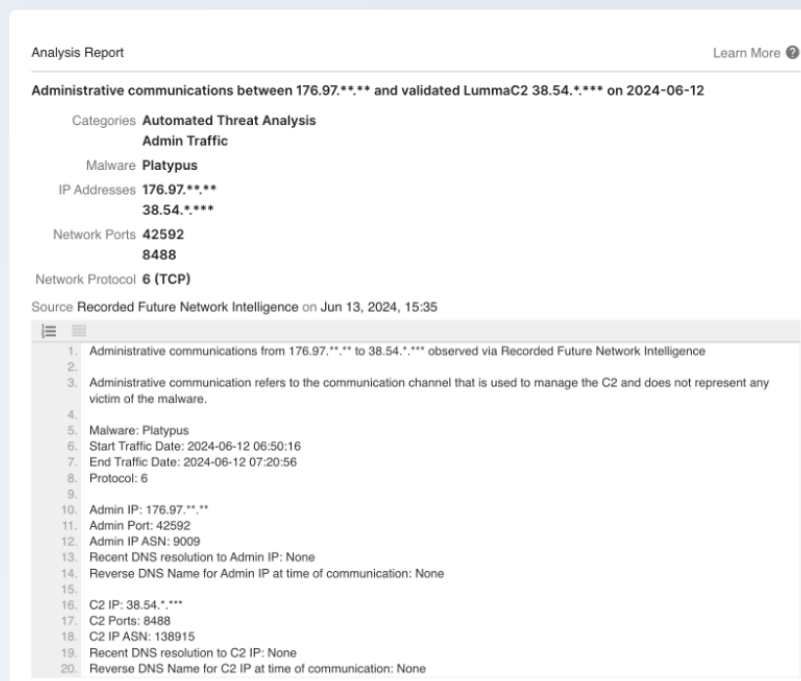 Analysis Report
Learn More ?
Administrative communications between 176.97.**.** and validated LummaC2 38.54.*.*** on 2024-06-12
Categories Automated Threat Analysis
Admin Traffic
Malware Platypus
IP Addresses 176.97.**.**
38.54.*.***
Network Ports 42592
8488
Network Protocol 6 (TCP)
Source Recorded Future Network Intelligence on Jun 13, 2024, 15:35
1. Administrative communications from 176.97.**.** to 38.54.*.*** observed via Recorded Future Network Intelligence
2.
3. Administrative communication refers to the communication channel that is used to manage the C2 and does not represent any
victim of the malware.
4.
5. Malware: Platypus
6. Start Traffic Date: 2024-06-12 06:50:16
7. End Traffic Date: 2024-06-12 07:20:56
8. Protocol: 6
9.
10. Admin IP: 176.97.**.**
11. Admin Port: 42592
12. Admin IP ASN: 9009
13. Recent DNS resolution to Admin IP: None
14. Reverse DNS Name for Admin IP at time of communication: None
15.
16. C2 IP: 38.54.*.***
17. C2 Ports: 8488
18. C2 IP ASN: 138915
19. Recent DNS resolution to C2 IP: None
20. Reverse DNS Name for C2 IP at time of communication: None